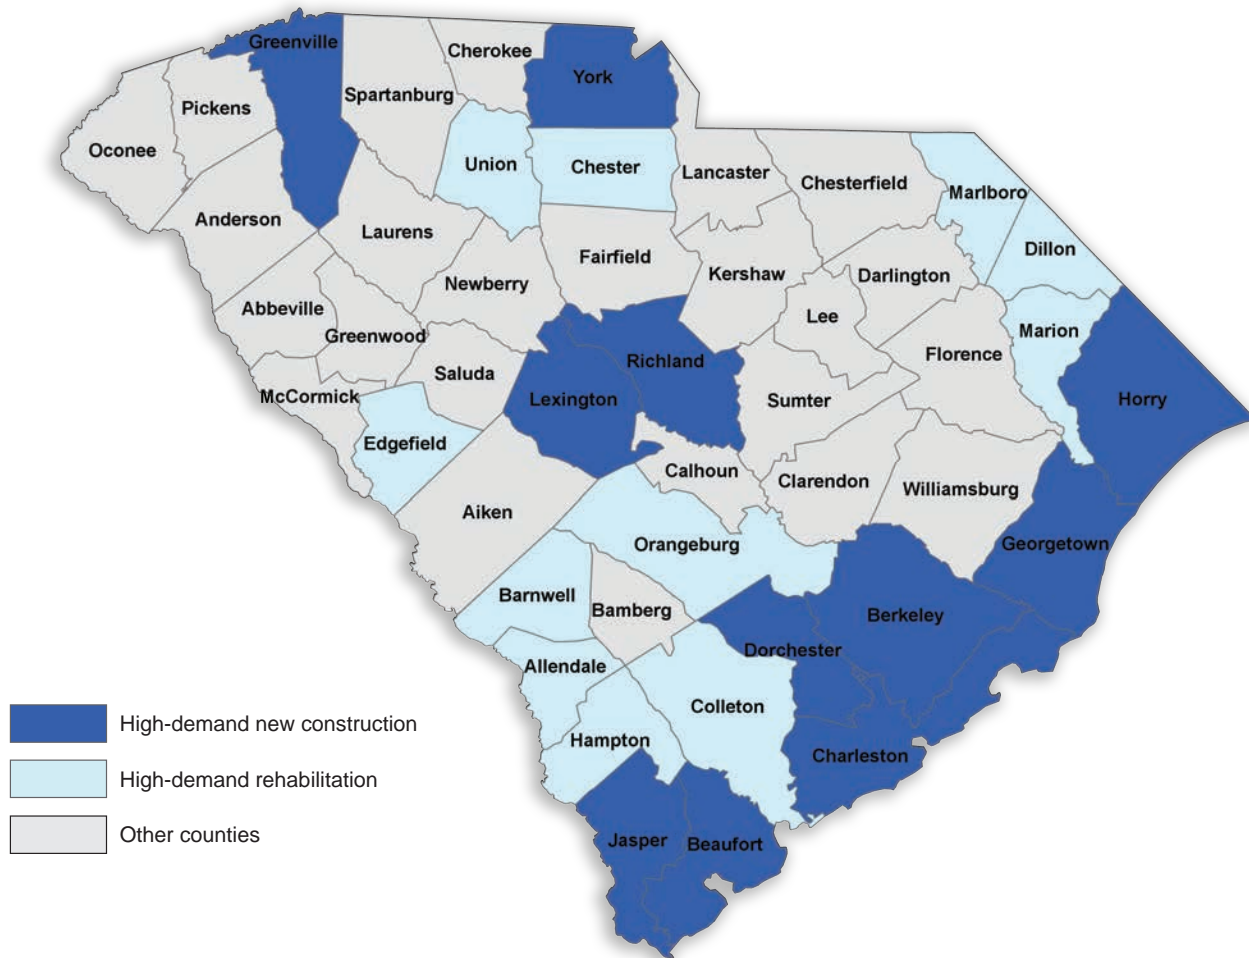 Greenville
Cherokee
York
Spartanburg
Pickens
Oconee
Union
Chester
Lancaster
Chesterfield
Marlboro
Anderson
Laurens
Dillon
Fairfield
Kershaw
Darlington
Newberry
Abbeville
Greenwood
Lee
Marion
Florence
Richland
Saluda
McCormick
Lexington
Sumter
Horry
Edgefield
Calhoun
Clarendon
Williamsburg
Aiken
Orangeburg
Georgetown
Barnwell
Bamberg
Berkeley
Dorchester
Allendale
Colleton
High-demand new construction
Hampton
Charleston
High-demand rehabilitation
Other counties
Jasper
Beaufort